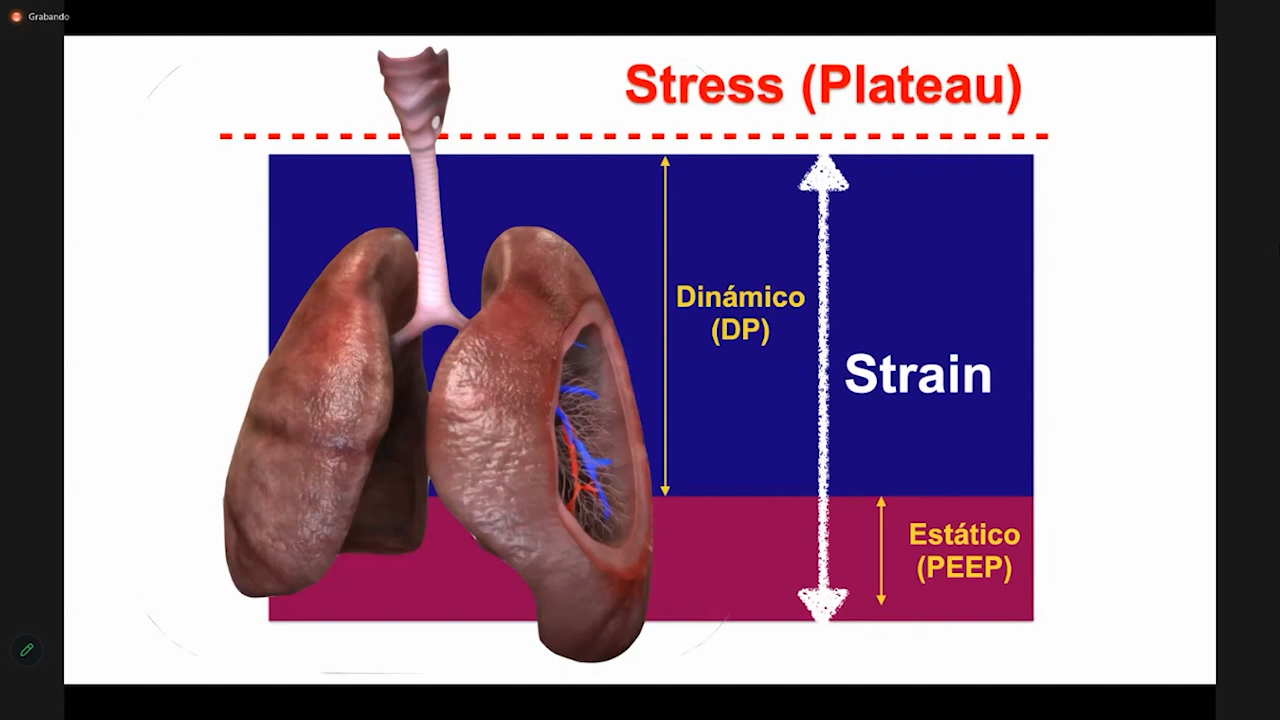 Grabando
Stress (Plateau)
Dinámico
(DP)
Strain
Estático
(PEEP)